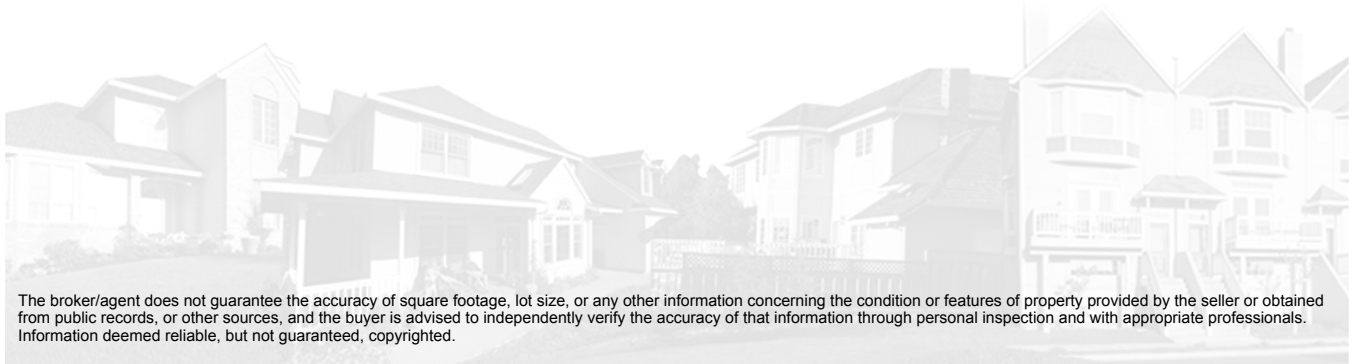 The broker/agent does not guarantee the accuracy of square footage, lot size, or any other information concerning the condition or features of property provided by the seller or obtained
from public records, or other sources, and the buyer is advised to independently verify the accuracy of that information through personal inspection and with appropriate professionals.
Information deemed reliable, but not guaranteed, copyrighted.